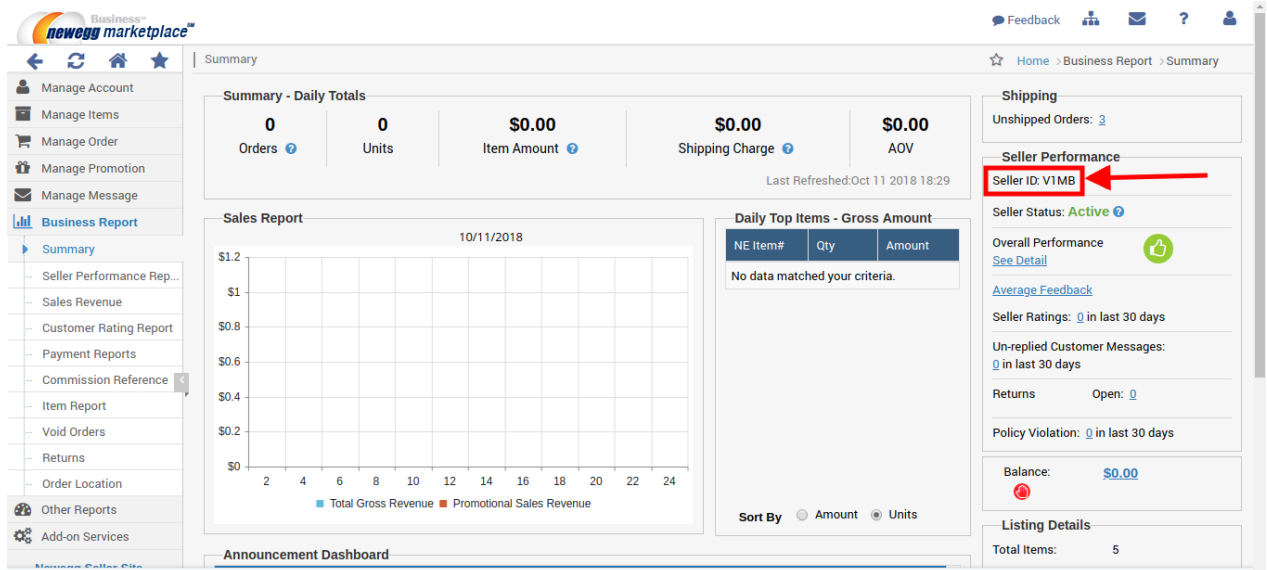 Business℠
newegg marketplace℠
Feedback
?
Summary
Home > Business Report > Summary
Manage Account
Manage Items
Manage Order
Manage Promotion
Manage Message
Business Report
Summary
Seller Performance Rep...
Sales Revenue
Customer Rating Report
Payment Reports
Commission Reference
Item Report
Void Orders
Returns
Order Location
Other Reports
Add-on Services
Newegg Seller Site
Summary - Daily Totals
0 0 $0.00 $0.00 $0.00
Orders ? Units Item Amount ? Shipping Charge ? AOV
Last Refreshed:Oct 11 2018 18:29
Sales Report
10/11/2018
$1.2
$1
$0.8
$0.6
$0.4
$0.2
$0
2 4 6 8 10 12 14 16 18 20 22 24
Total Gross Revenue Promotional Sales Revenue
Daily Top Items - Gross Amount
NE Item# Qty Amount
No data matched your criteria.
Sort By Amount Units
Announcement Dashboard
Shipping
Unshipped Orders: 3
Seller Performance
Seller ID: V1MB
Seller Status: Active ?
Overall Performance
See Detail
Average Feedback
Seller Ratings: 0 in last 30 days
Un-replied Customer Messages:
0 in last 30 days
Returns Open: 0
Policy Violation: 0 in last 30 days
Balance: $0.00
Listing Details
Total Items: 5